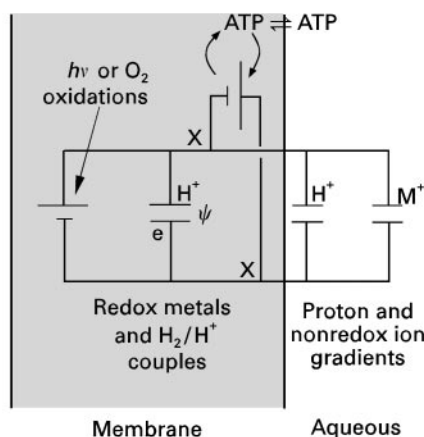 ATP ⇌ ATP
hν or O₂
oxidations
X
H⁺
ψ
e
H⁺
M⁺
X
Redox metals
and H₂/H⁺
couples
Proton and
nonredox ion
gradients
Membrane
Aqueous